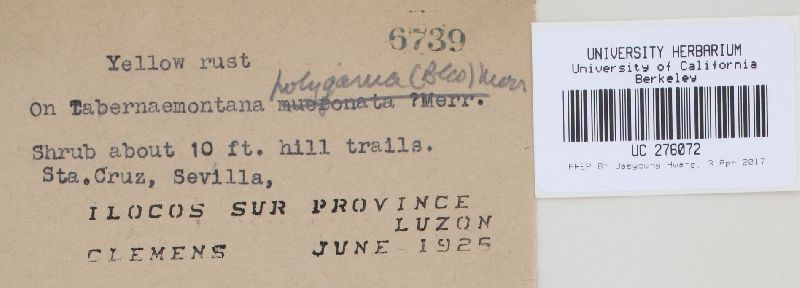 6739
Yellow rust
polygama (Blco) Merr
On Tabernaemontana mucronata ?Merr.
Shrub about 10 ft. hill trails.
Sta.Cruz, Sevilla,
ILOCOS SUR PROVINCE
LUZON
CLEMENS JUNE 1925
UNIVERSITY HERBARIUM
University of California
Berkeley
UC 276072
PREP BY Jaeyoung Hwang, 3 Apr 2017